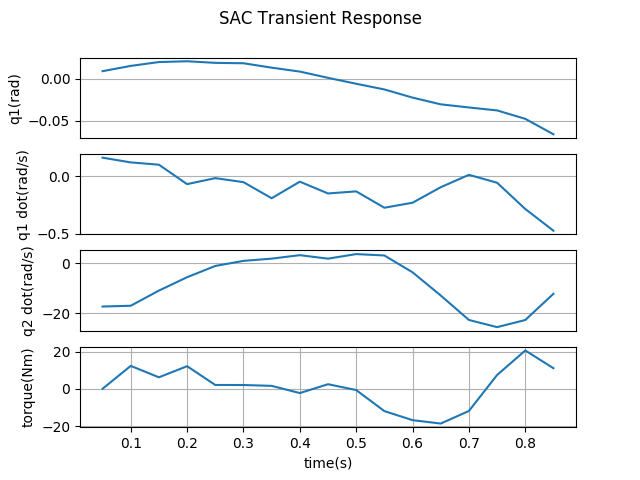 SAC Transient Response
0.00
−0.05
q1(rad)
0.0
−0.5
q1 dot(rad/s)
0
−20
q2 dot(rad/s)
20
0
−20
torque(Nm)
0.1 0.2 0.3 0.4 0.5 0.6 0.7 0.8
time(s)